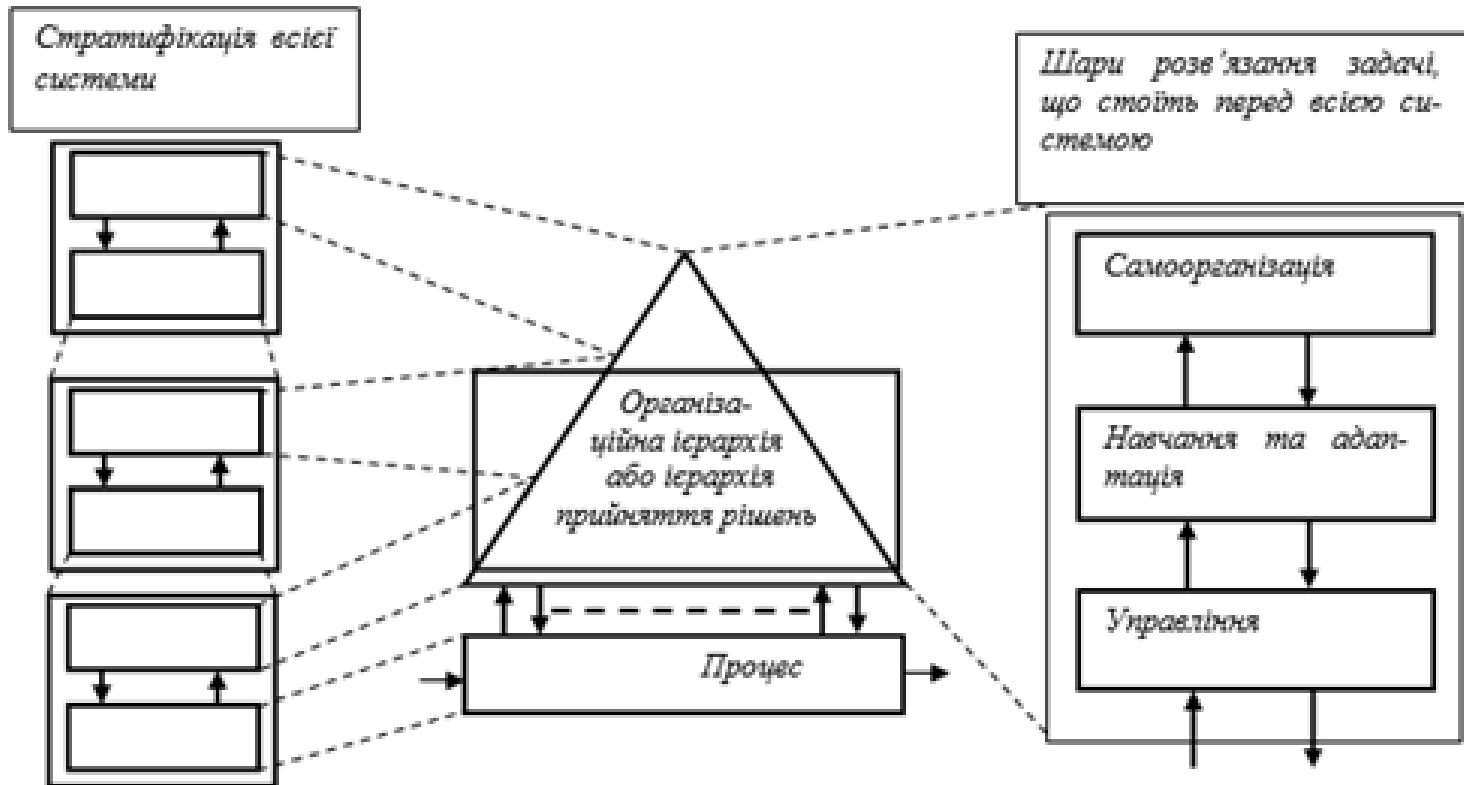 Стратифікація всієї
системи
Шари розв'язання задачі,
що стоїть перед всією си-
стемою
Самоорганізація
Організа-
ційна ієрархія
або ієрархія
прийняття рішень
Навчання та адап-
тація
Управління
Процес